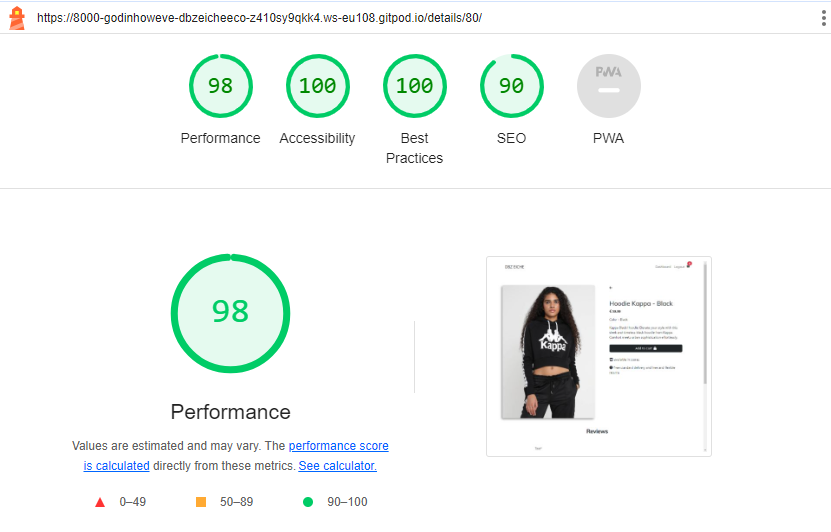 https://8000-godinhoweve-dbzeicheeco-z410sy9qkk4.ws-eu108.gitpod.io/details/80/
98
100
100
90
PWA
Performance
Accessibility
Best
Practices
SEO
PWA
98
Performance
Values are estimated and may vary. The performance score
is calculated directly from these metrics. See calculator.
0–49
50–89
90–100
Hoodie Kappa - Block
Kappa
Reviews